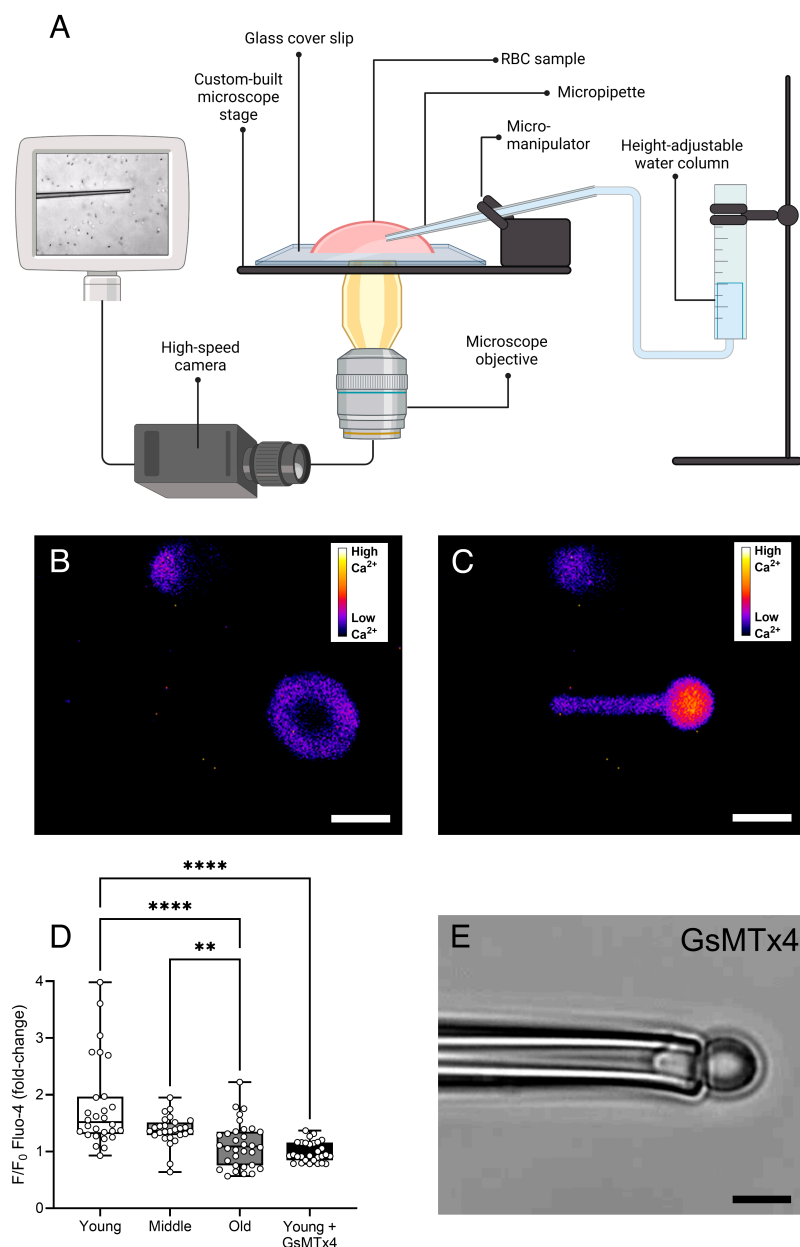 A
Glass cover slip
RBC sample
Custom-built
microscope
stage
Micropipette
Micro-
manipulator
Height-adjustable
water column
High-speed
camera
Microscope
objective
B
High
Ca²⁺
Low
Ca²⁺
C
High
Ca²⁺
Low
Ca²⁺
D
****
****
**
F/F₀ Fluo-4 (fold-change)
4
3
2
1
0
Young
Middle
Old
Young +
GsMTx4
E
GsMTx4